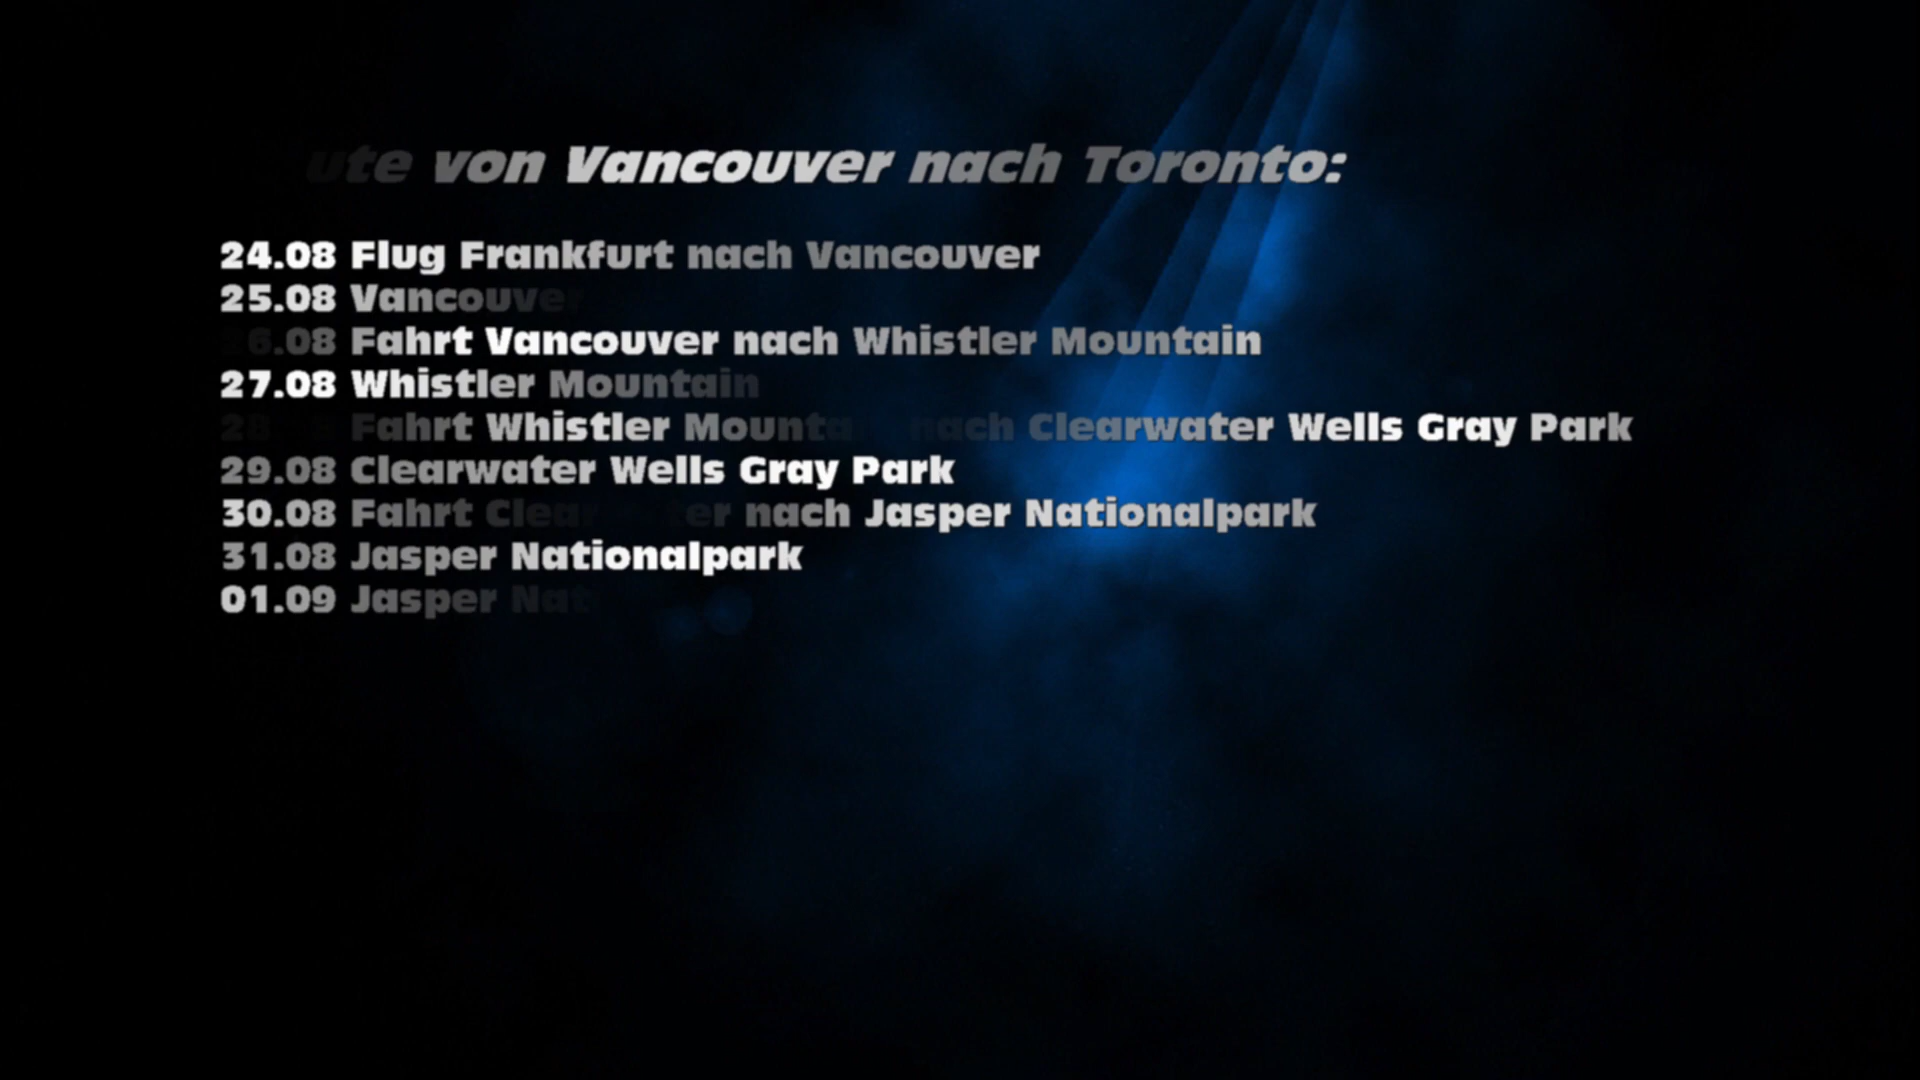 von Vancouver nach Toronto:
24.08 Flug Frankfurt nach Vancouver
25.08 Vancouver
26.08 Fahrt Vancouver nach Whistler Mountain
27.08 Whistler Mountain
28. Fahrt Whistler nach Clearwater Wells Gray Park
29.08 Clearwater Wells Gray Park
30.08 Fahrt nach Jasper Nationalpark
31.08 Jasper Nationalpark
01.09 Jasper